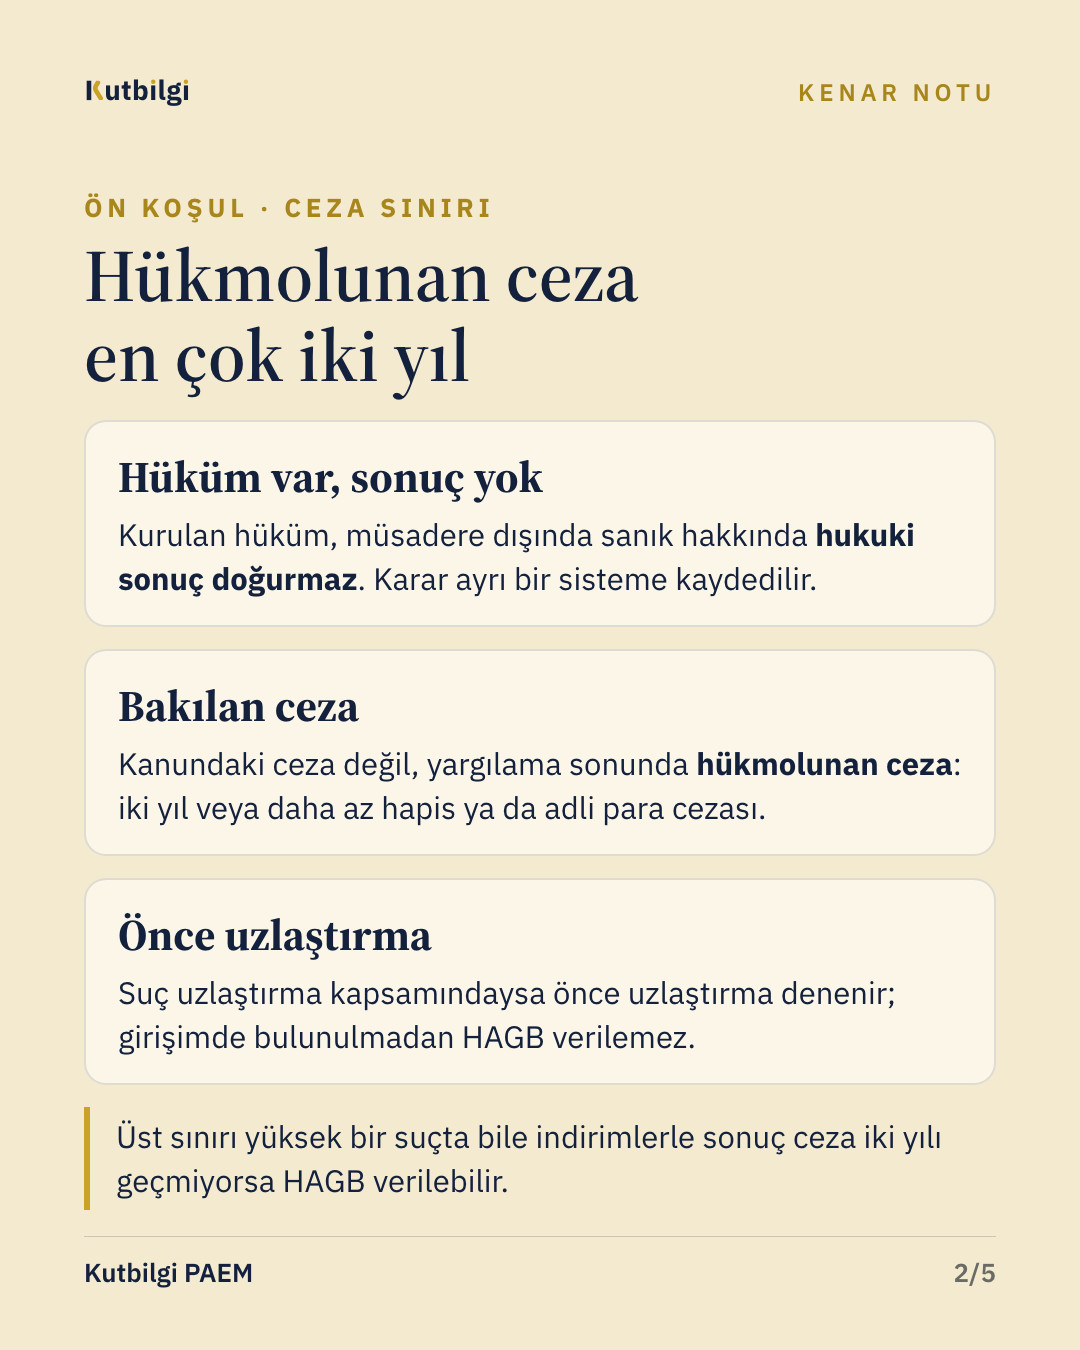 Kutbilgi
KENAR NOTU
ÖN KOŞUL · CEZA SINIRI
Hükmolunan ceza
en çok iki yıl
Hüküm var, sonuç yok
Kurulan hüküm, müsadere dışında sanık hakkında hukuki
sonuç doğurmaz. Karar ayrı bir sisteme kaydedilir.
Bakılan ceza
Kanundaki ceza değil, yargılama sonunda hükmolunan ceza:
iki yıl veya daha az hapis ya da adli para cezası.
Önce uzlaştırma
Suç uzlaştırma kapsamındaysa önce uzlaştırma denenir;
girişimde bulunulmadan HAGB verilemez.
Üst sınırı yüksek bir suçta bile indirimlerle sonuç ceza iki yılı
geçmiyorsa HAGB verilebilir.
Kutbilgi PAEM
2/5